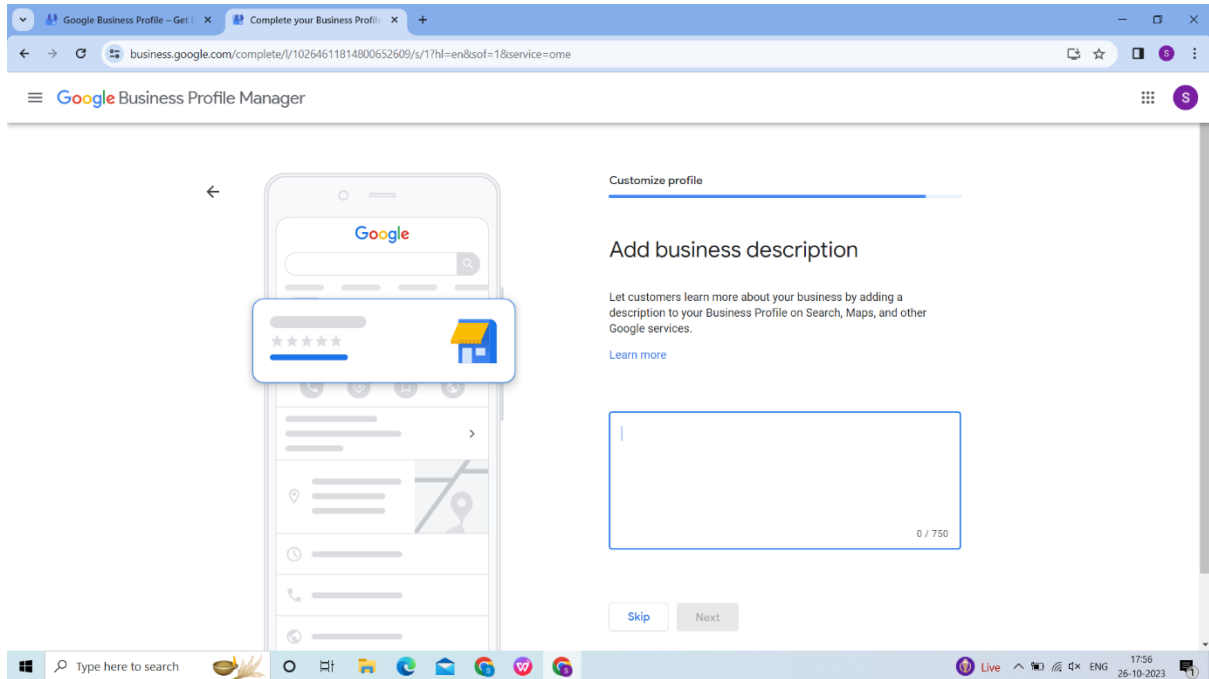 Google Business Profile – Get L
Complete your Business Profile
business.google.com/complete/l/10264611814800652609/s/1?hl=en&sof=1&service=ome
S
Google Business Profile Manager
S
Customize profile
Google
Add business description
Let customers learn more about your business by adding a
description to your Business Profile on Search, Maps, and other
Google services.
Learn more
0 / 750
Skip
Next
Type here to search
Live
ENG
17:56
26-10-2023
1